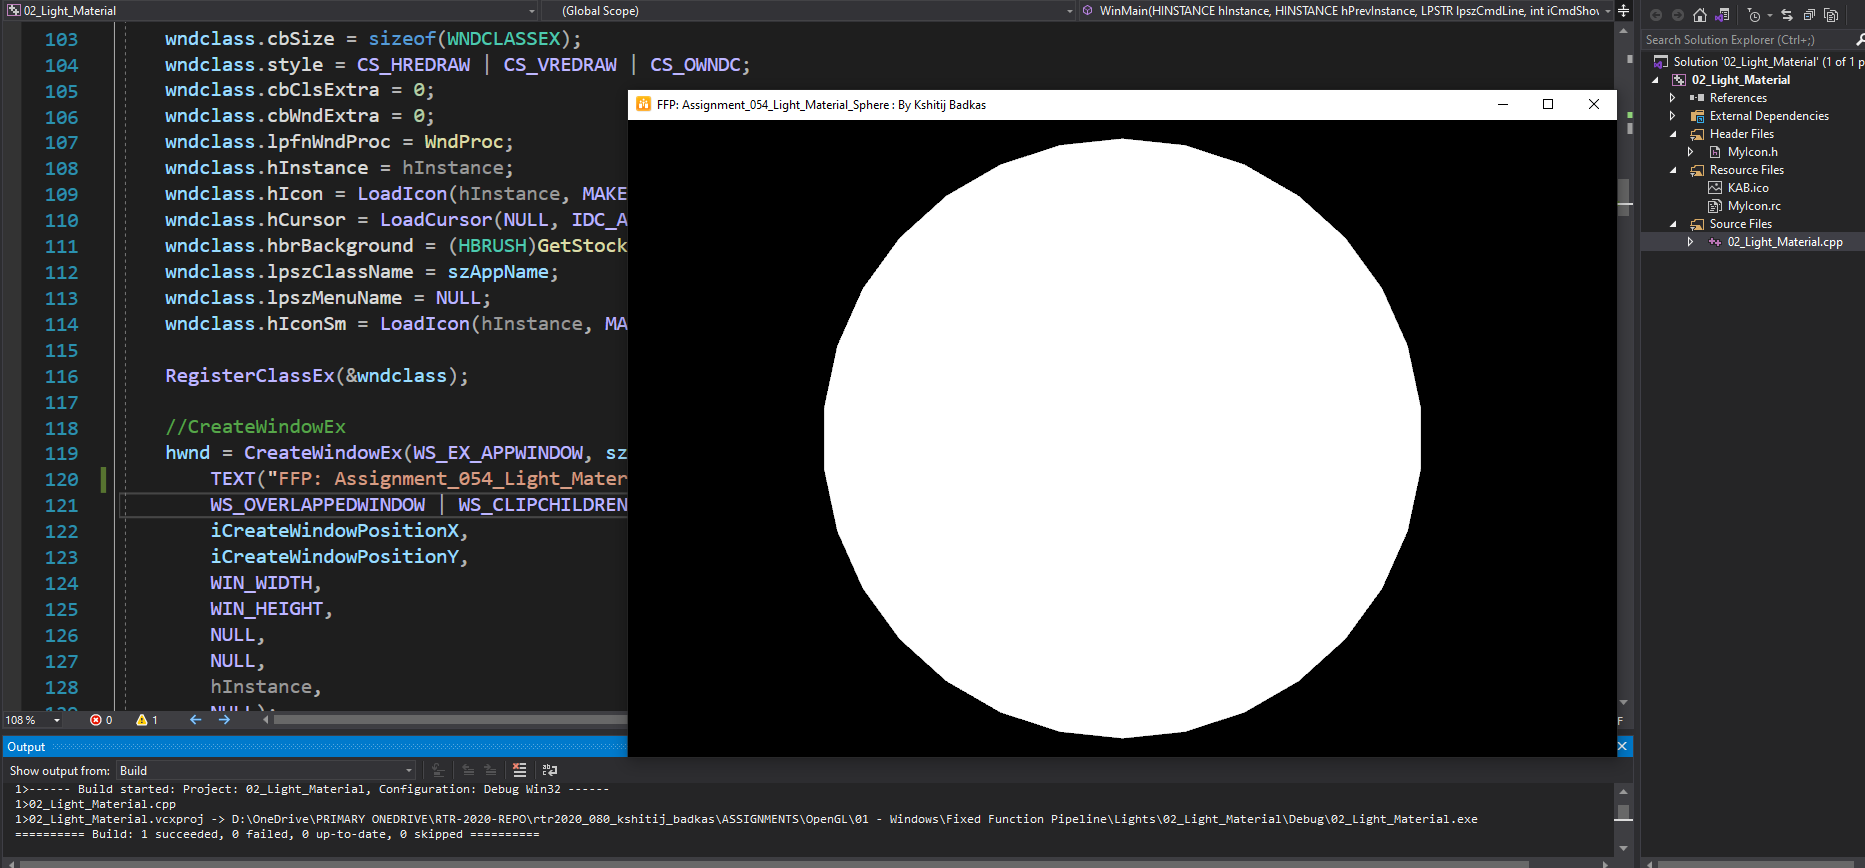 02_Light_Material
(Global Scope)
WinMain(HINSTANCE hInstance, HINSTANCE hPrevInstance, LPSTR lpszCmdLine, int iCmdShov
103 wndclass.cbSize = sizeof(WNDCLASSEX);
104 wndclass.style = CS_HREDRAW | CS_VREDRAW | CS_OWNDC;
105 wndclass.cbClsExtra = 0;
106 wndclass.cbWndExtra = 0;
107 wndclass.lpfnWndProc = WndProc;
108 wndclass.hInstance = hInstance;
109 wndclass.hIcon = LoadIcon(hInstance, MAKE
110 wndclass.hCursor = LoadCursor(NULL, IDC_A
111 wndclass.hbrBackground = (HBRUSH)GetStock
112 wndclass.lpszClassName = szAppName;
113 wndclass.lpszMenuName = NULL;
114 wndclass.hIconSm = LoadIcon(hInstance, MA
115
116 RegisterClassEx(&wndclass);
117
118 //CreateWindowEx
119 hwnd = CreateWindowEx(WS_EX_APPWINDOW, sz
120 TEXT("FFP: Assignment_054_Light_Mater
121 WS_OVERLAPPEDWINDOW | WS_CLIPCHILDREN
122 iCreateWindowPositionX,
123 iCreateWindowPositionY,
124 WIN_WIDTH,
125 WIN_HEIGHT,
126 NULL,
127 NULL,
128 hInstance,
129 NULL);
108 % 0 1
FFP: Assignment_054_Light_Material_Sphere : By Kshitij Badkas
Output
Show output from: Build
1>------ Build started: Project: 02_Light_Material, Configuration: Debug Win32 ------
1>02_Light_Material.cpp
1>02_Light_Material.vcxproj -> D:\OneDrive\PRIMARY ONEDRIVE\RTR-2020-REPO\rtr2020_080_kshitij_badkas\ASSIGNMENTS\OpenGL\01 - Windows\Fixed Function Pipeline\Lights\02_Light_Material\Debug\02_Light_Material.exe
========== Build: 1 succeeded, 0 failed, 0 up-to-date, 0 skipped ==========
Search Solution Explorer (Ctrl+;)
Solution '02_Light_Material' (1 of 1 p
02_Light_Material
References
External Dependencies
Header Files
MyIcon.h
Resource Files
KAB.ico
MyIcon.rc
Source Files
02_Light_Material.cpp